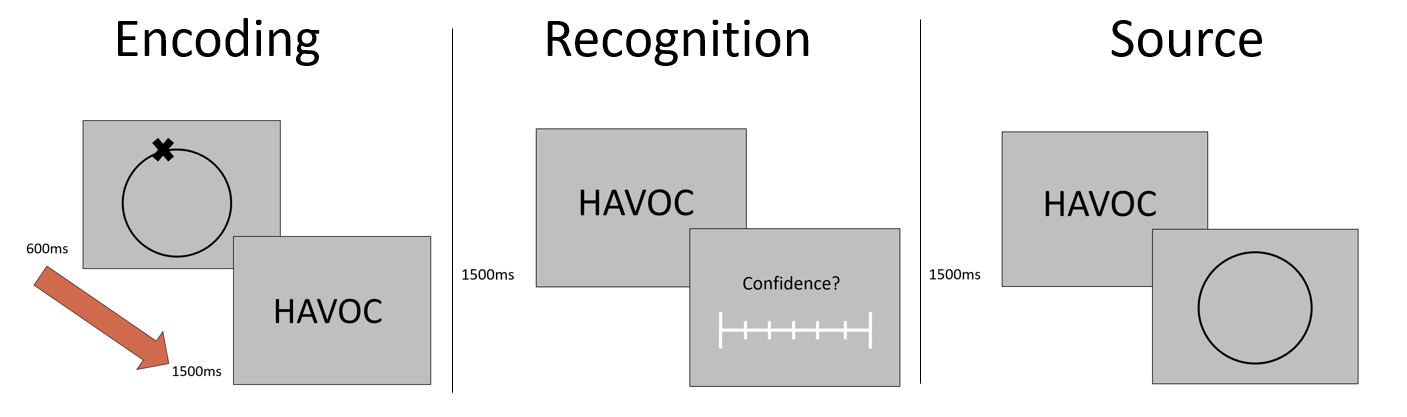 Encoding
600ms
HAVOC
1500ms
Recognition
HAVOC
1500ms
Confidence?
Source
HAVOC
1500ms